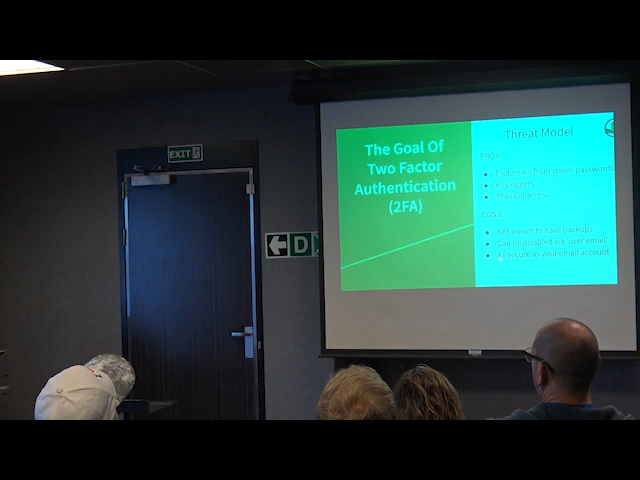 EXIT
D
The Goal Of
Two Factor
Authentication
(2FA)
Threat Model
PROS:
Protection from stolen passwords
Keyloggers
Physical access
CONS:
Not meant to have backups
Can be disabled via 'user email'
As secure as your email account